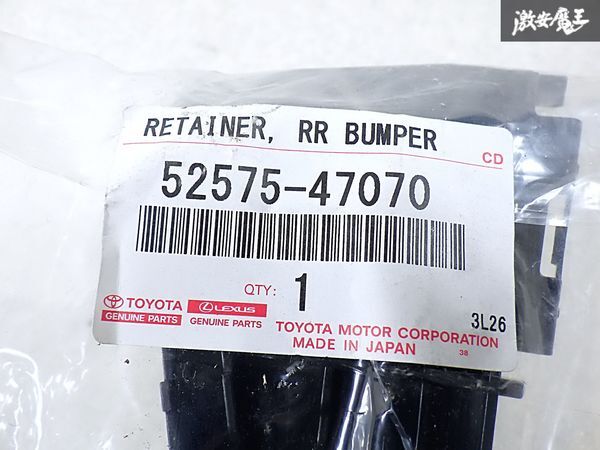 激安魔王
RETAINER, RR BUMPER
CD
52575-47070
QTY: 1
TOYOTA LEXUS
GENUINE PARTS GENUINE PARTS
TOYOTA MOTOR CORPORATION
MADE IN JAPAN
38
3L26